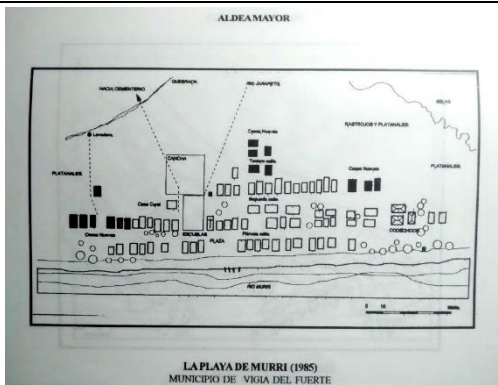 ALDEA MAYOR
QUEBRADA
HACIA CEMENTERIO
RIO JARAPETO
SELVA
Lavadero
RASTROJOS Y PLATANALES
Casas Nuevas
Tercera calle
PLATANALES
CANCHA
PLATANALES
Casas Nuevas
Casa Cural
Segunda calle
Casas Nuevas
ESCUELAS
PLAZA
Primera calle
RIO MURRI
LA PLAYA DE MURRI (1985)
MUNICIPIO DE VIGIA DEL FUERTE